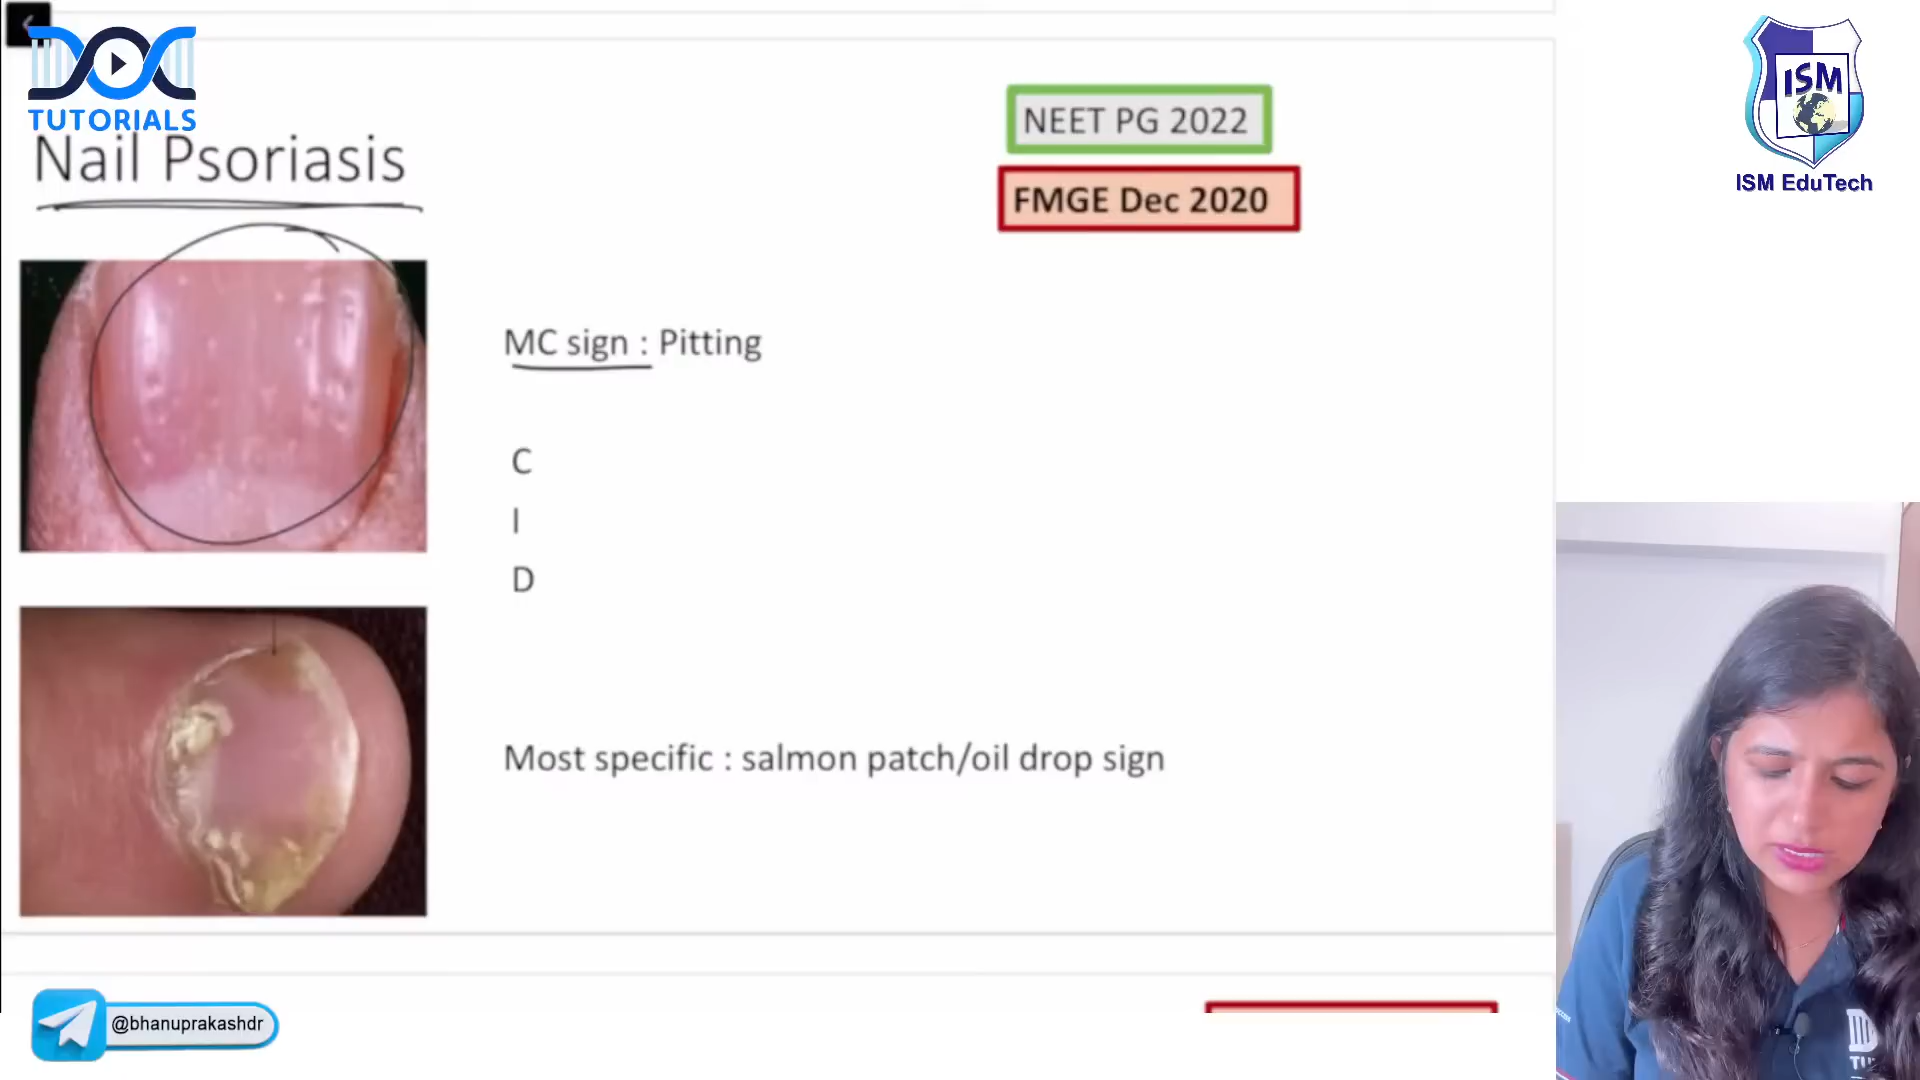 DOC
TUTORIALS
Nail Psoriasis
NEET PG 2022
FMGE Dec 2020
MC sign : Pitting
C
I
D
Most specific : salmon patch/oil drop sign
@bhanuprakashdr
ISM
ISM EduTech